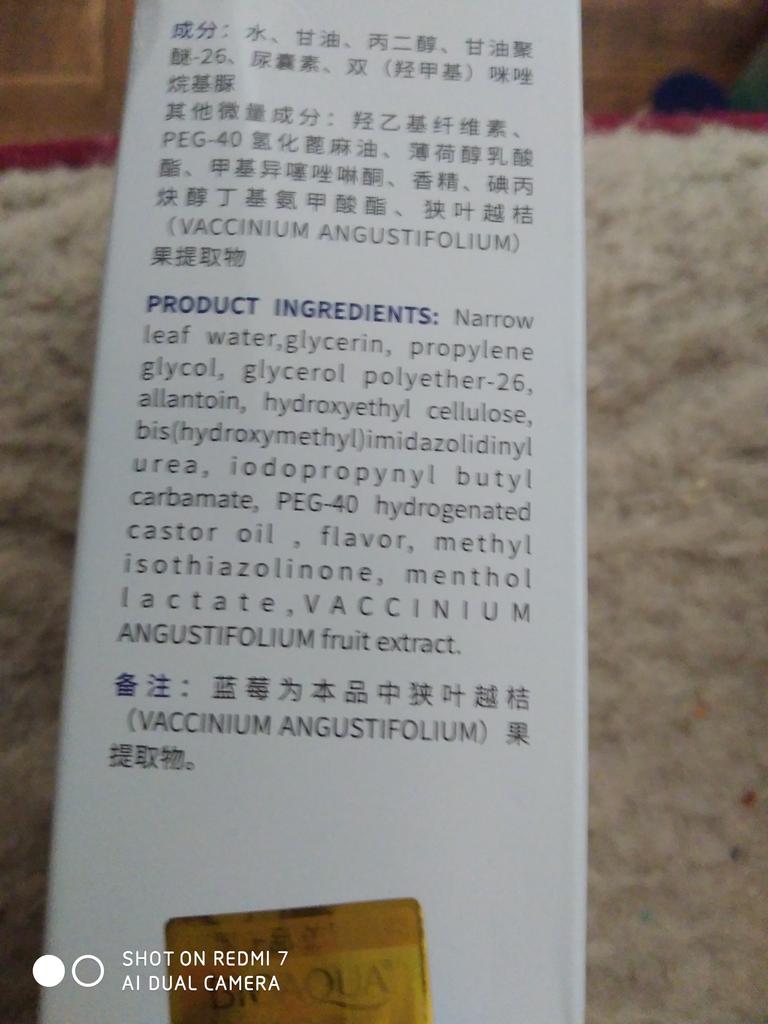 成分：水、甘油、丙二醇、甘油聚
醚-26、尿囊素、双（羟甲基）咪唑
烷基脲
其他微量成分：羟乙基纤维素、
PEG-40 氢化蓖麻油、薄荷醇乳酸
酯、甲基异噻唑啉酮、香精、碘丙
炔醇丁基氨甲酸酯、狭叶越桔
（VACCINIUM ANGUSTIFOLIUM）
果提取物
PRODUCT INGREDIENTS: Narrow
leaf water,glycerin, propylene
glycol, glycerol polyether-26,
allantoin, hydroxyethyl cellulose,
bis(hydroxymethyl)imidazolidinyl
urea, iodopropynyl butyl
carbamate, PEG-40 hydrogenated
castor oil , flavor, methyl
isothiazolinone, menthol
lactate,VACCINIUM
ANGUSTIFOLIUM fruit extract.
备注：蓝莓为本品中狭叶越桔
（VACCINIUM ANGUSTIFOLIUM）果
提取物。
SHOT ON REDMI 7
AI DUAL CAMERA